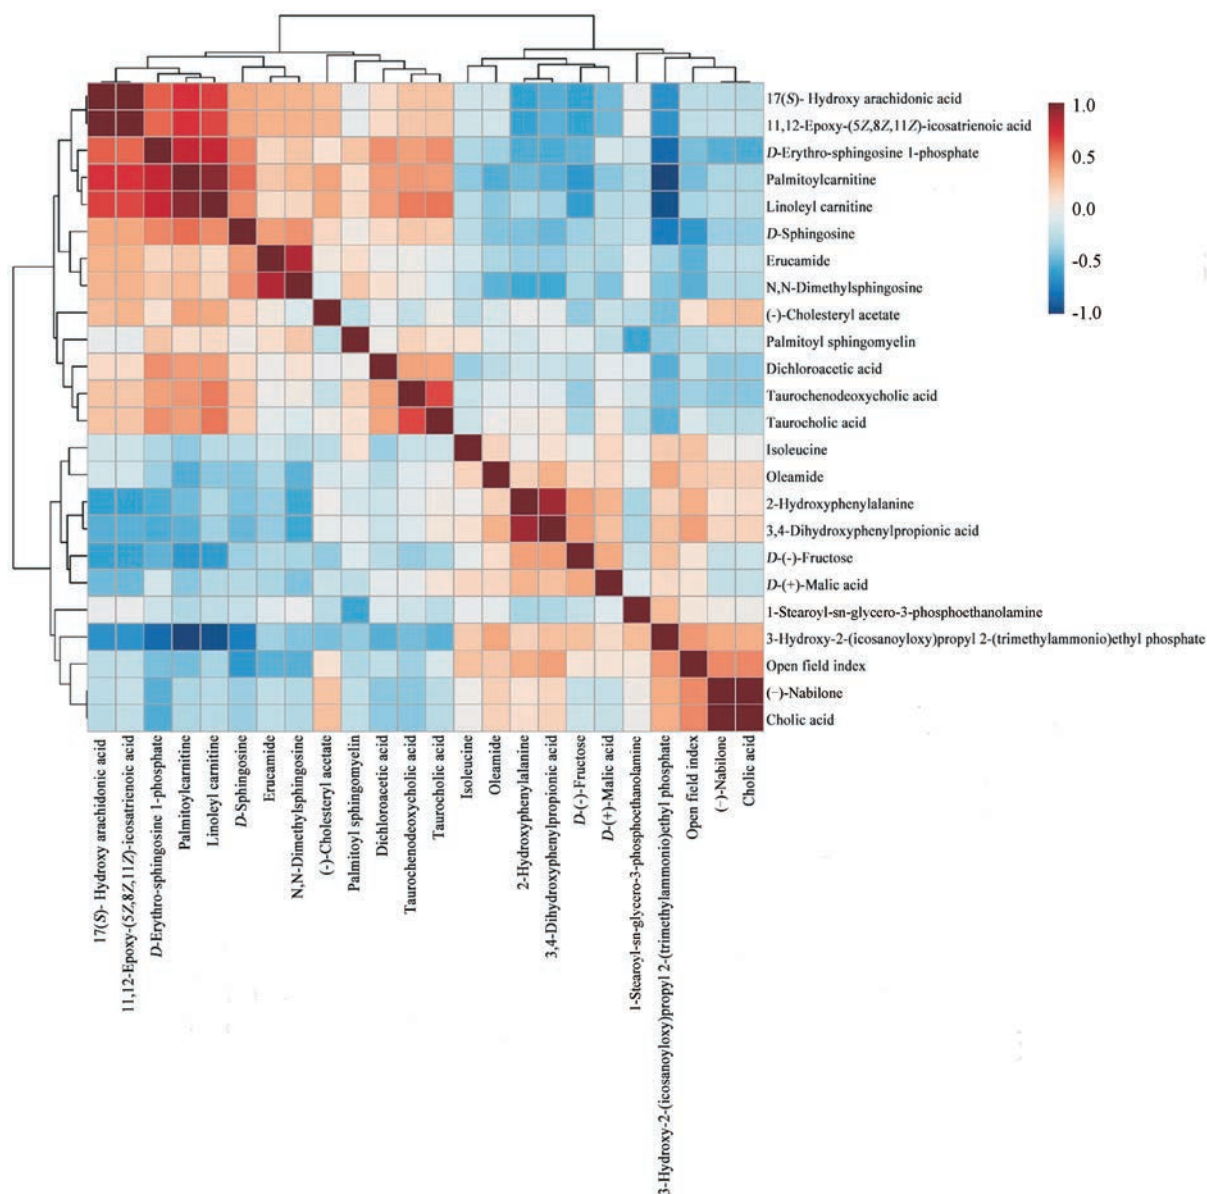 17(S)- Hydroxy arachidonic acid
11,12-Epoxy-(5Z,8Z,11Z)-icosatrienoic acid
D-Erythro-sphingosine 1-phosphate
Palmitoylcarnitine
Linoleyl carnitine
D-Sphingosine
Erucamide
N,N-Dimethylsphingosine
(-)-Cholesteryl acetate
Palmitoyl sphingomyelin
Dichloroacetic acid
Taurochenodeoxycholic acid
Taurocholic acid
Isoleucine
Oleamide
2-Hydroxyphenylalanine
3,4-Dihydroxyphenylpropionic acid
D-(-)-Fructose
D-(+)-Malic acid
1-Stearoyl-sn-glycero-3-phosphoethanolamine
3-Hydroxy-2-(icosanoyloxy)propyl 2-(trimethylammonio)ethyl phosphate
Open field index
(−)-Nabilone
Cholic acid
1.0
0.5
0.0
-0.5
-1.0
17(S)- Hydroxy arachidonic acid
11,12-Epoxy-(5Z,8Z,11Z)-icosatrienoic acid
D-Erythro-sphingosine 1-phosphate
Palmitoylcarnitine
Linoleyl carnitine
D-Sphingosine
Erucamide
N,N-Dimethylsphingosine
(-)-Cholesteryl acetate
Palmitoyl sphingomyelin
Dichloroacetic acid
Taurochenodeoxycholic acid
Taurocholic acid
Isoleucine
Oleamide
2-Hydroxyphenylalanine
3,4-Dihydroxyphenylpropionic acid
D-(-)-Fructose
D-(+)-Malic acid
1-Stearoyl-sn-glycero-3-phosphoethanolamine
3-Hydroxy-2-(icosanoyloxy)propyl 2-(trimethylammonio)ethyl phosphate
Open field index
(−)-Nabilone
Cholic acid